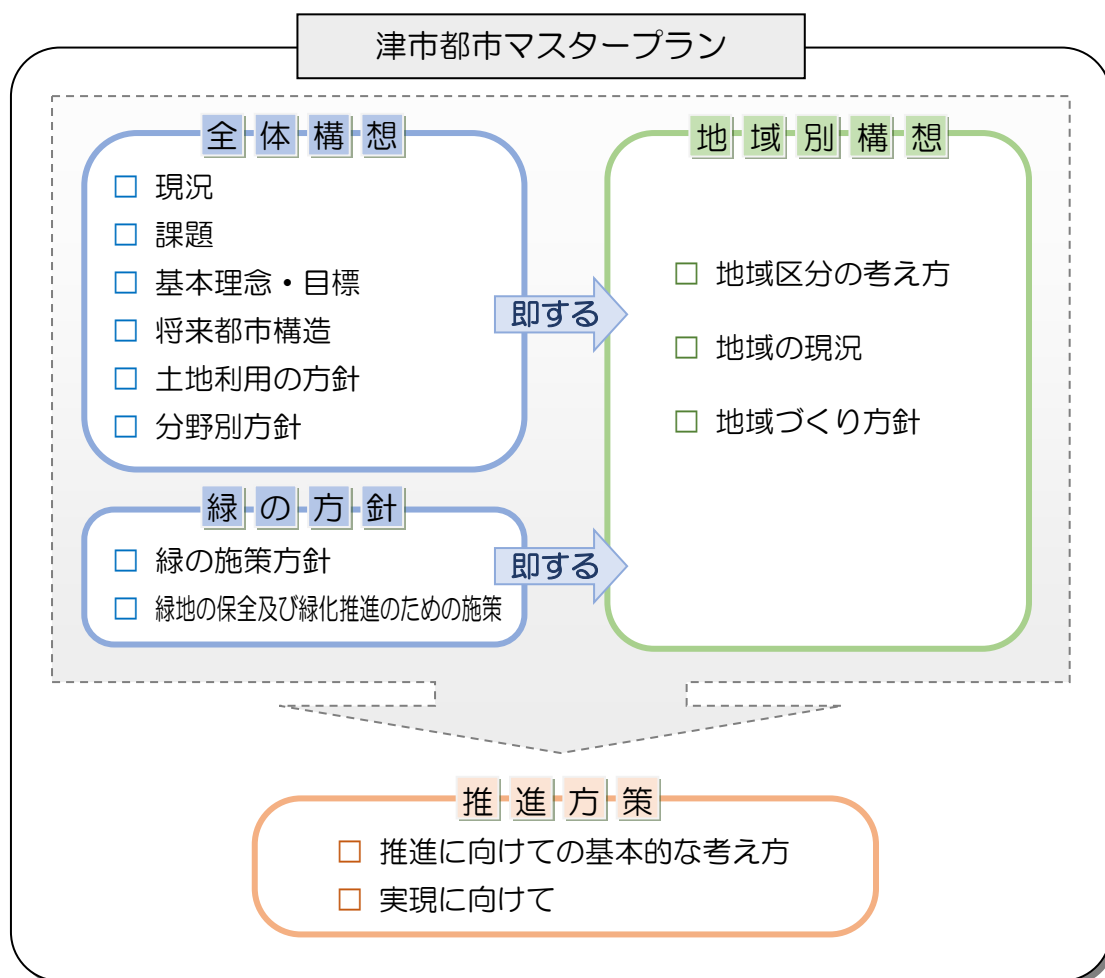 津市都市マスタープラン
全体構想
□ 現況
□ 課題
□ 基本理念・目標
□ 将来都市構造
□ 土地利用の方針
□ 分野別方針
即する
緑の方針
□ 緑の施策方針
□ 緑地の保全及び緑化推進のための施策
即する
地域別構想
□ 地域区分の考え方
□ 地域の現況
□ 地域づくり方針
推進方策
□ 推進に向けての基本的な考え方
□ 実現に向けて